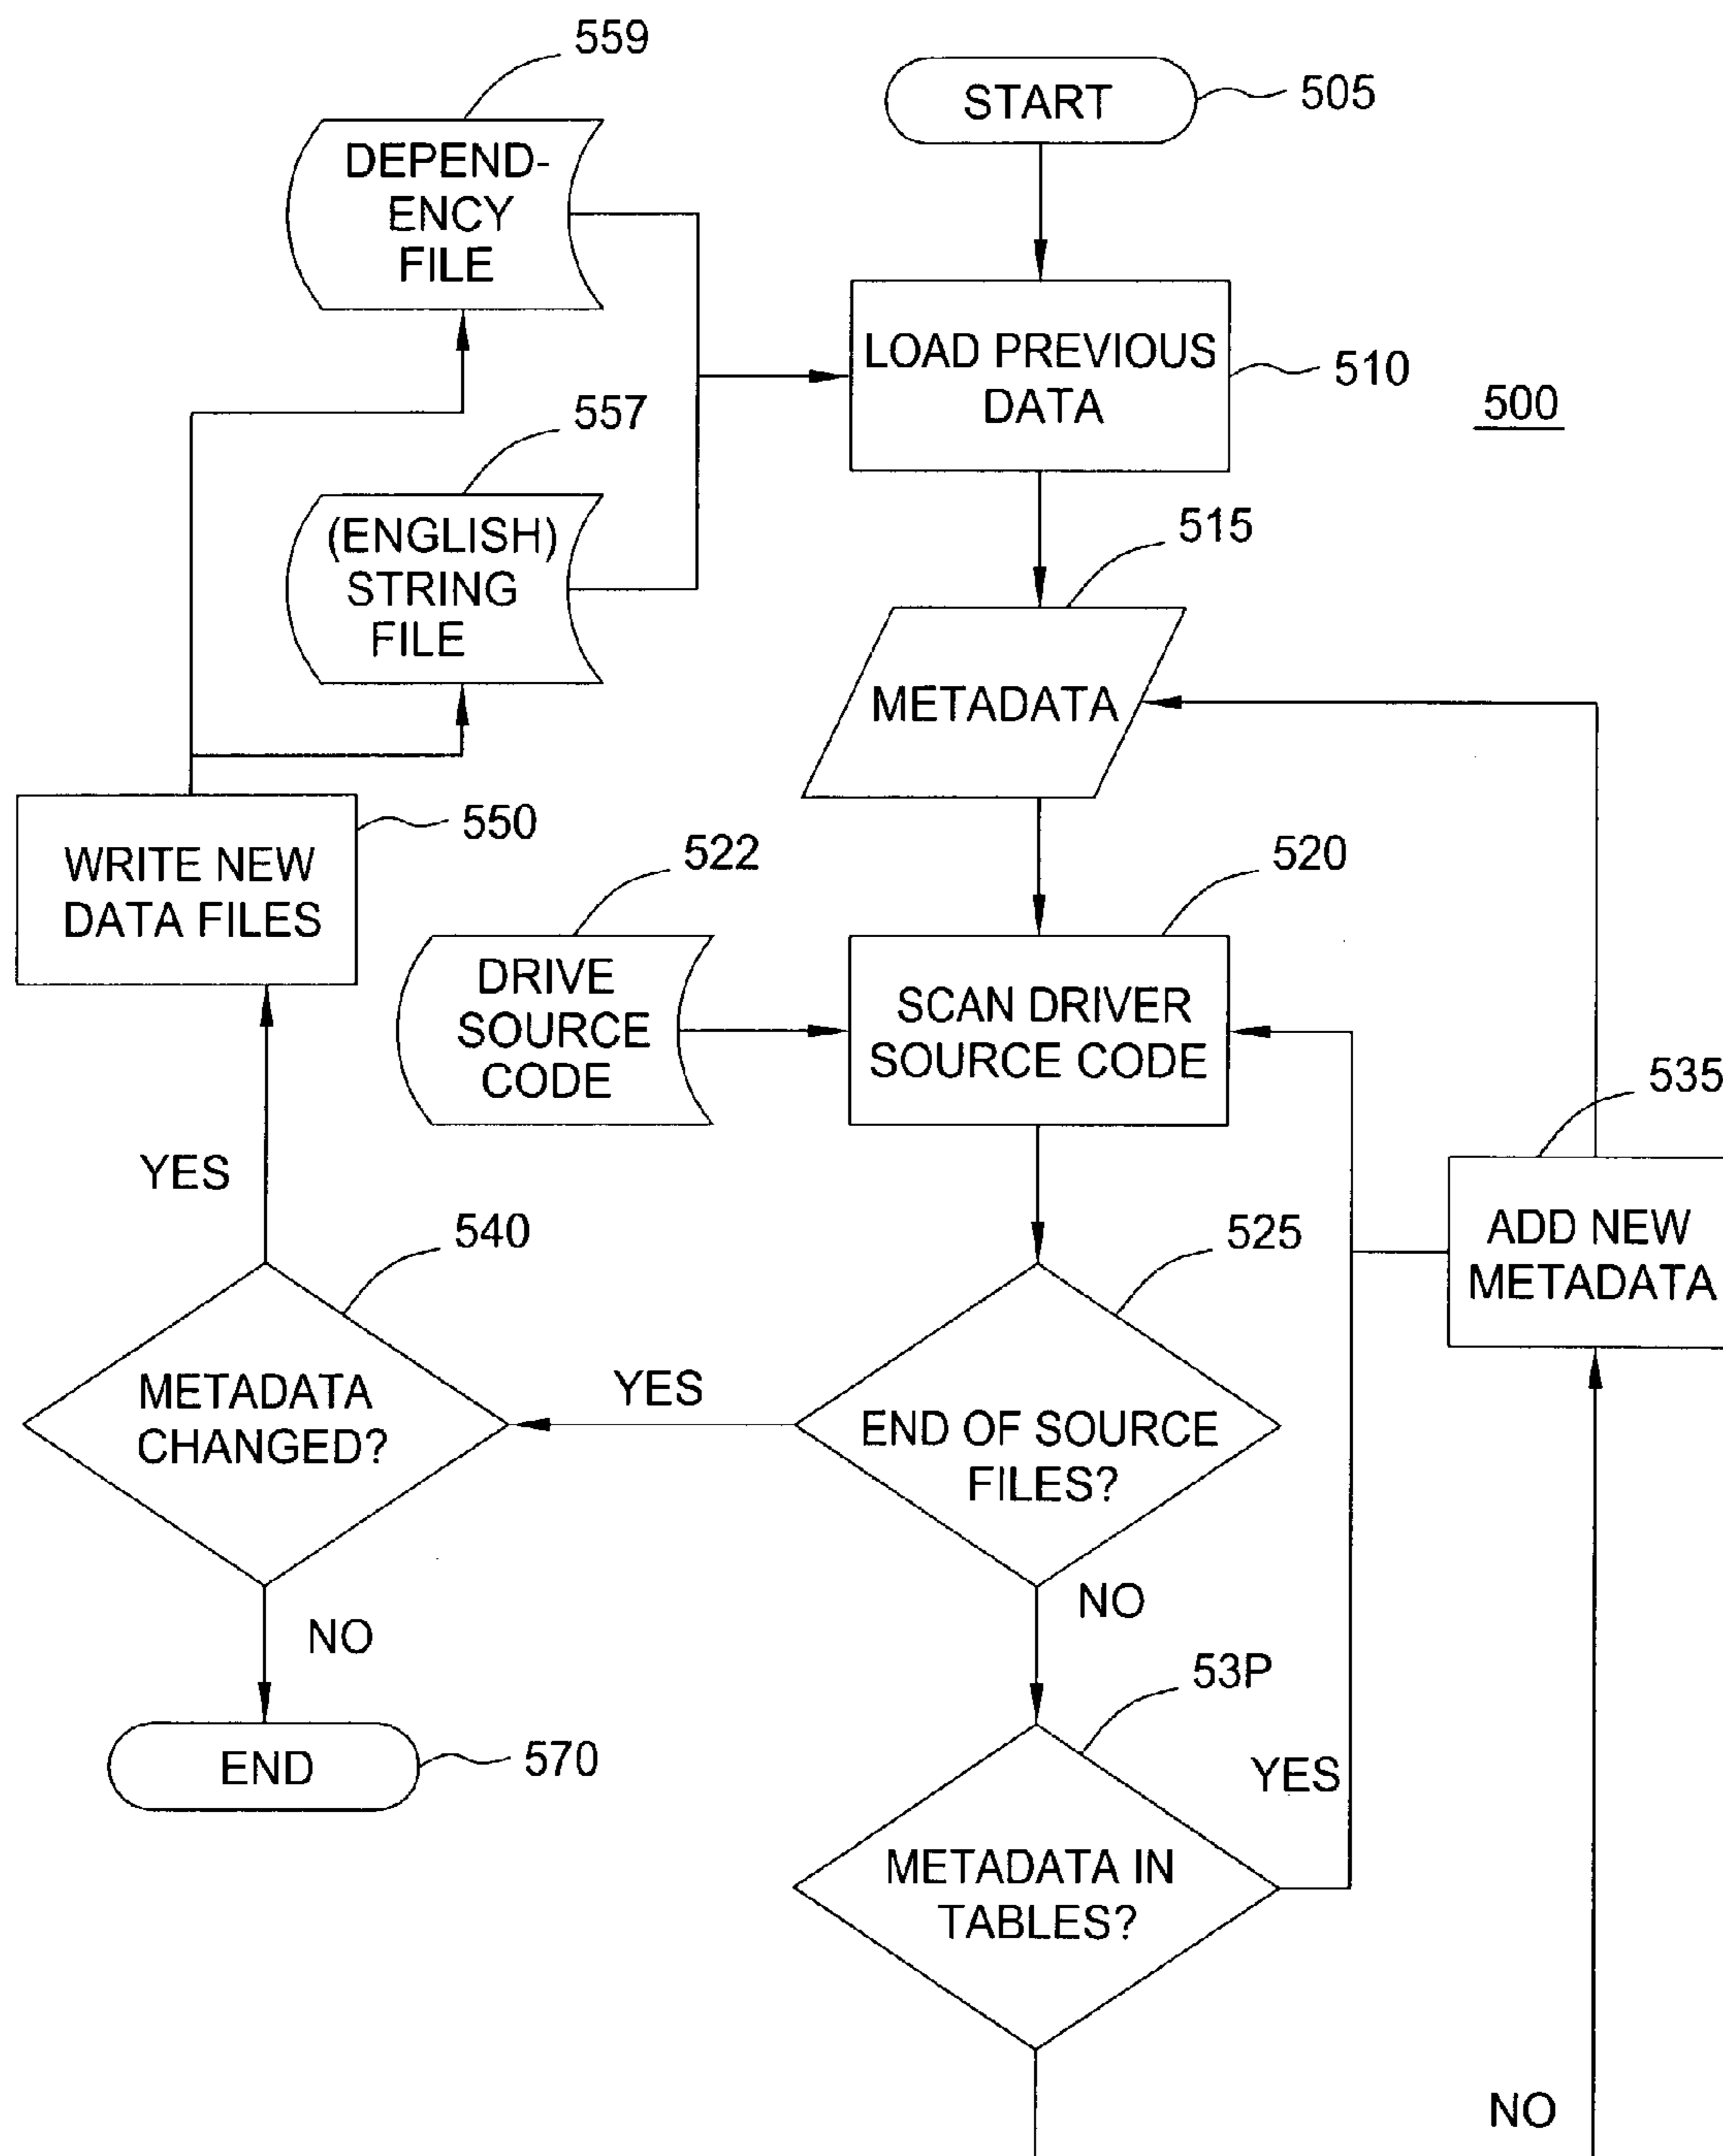 559
START
505
DEPEND-
ENCY
FILE
LOAD PREVIOUS
DATA
510
500
557
(ENGLISH)
STRING
FILE
515
METADATA
550
WRITE NEW
DATA FILES
522
520
DRIVE
SOURCE
CODE
SCAN DRIVER
SOURCE CODE
535
ADD NEW
METADATA
YES
540
525
METADATA
CHANGED?
YES
END OF SOURCE
FILES?
NO
NO
53P
END
570
YES
METADATA IN
TABLES?
NO